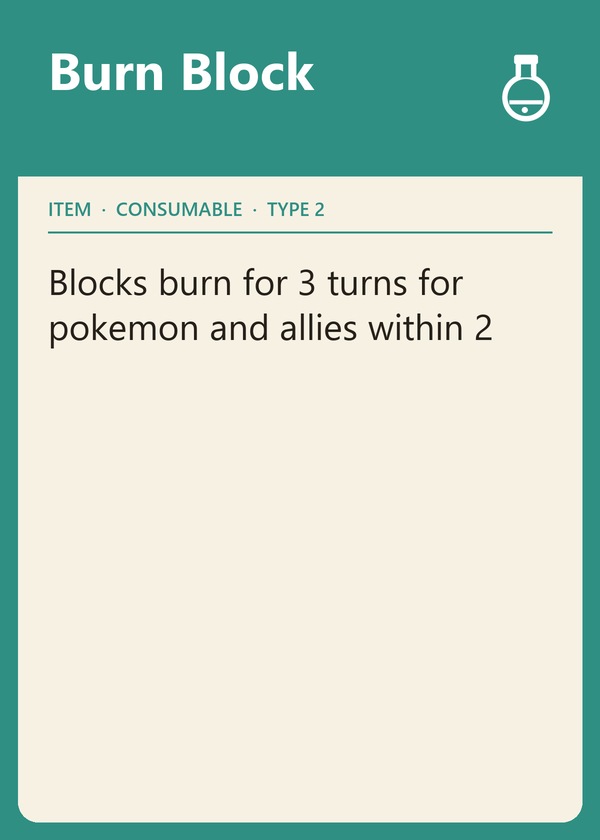 Burn Block
ITEM · CONSUMABLE · TYPE 2
Blocks burn for 3 turns for
pokemon and allies within 2